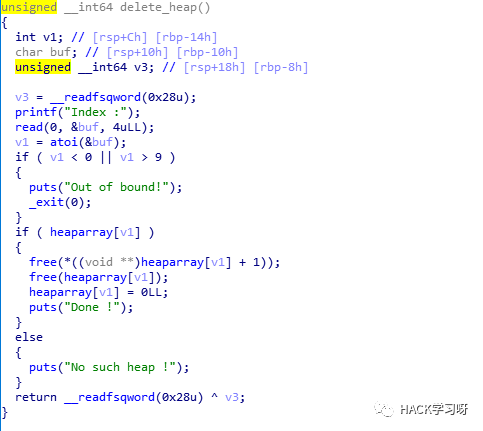 unsigned __int64 delete_heap()
{
  int v1; // [rsp+Ch] [rbp-14h]
  char buf; // [rsp+10h] [rbp-10h]
  unsigned __int64 v3; // [rsp+18h] [rbp-8h]

  v3 = __readfsqword(0x28u);
  printf("Index :");
  read(0, &buf, 4uLL);
  v1 = atoi(&buf);
  if ( v1 < 0 || v1 > 9 )
  {
    puts("Out of bound!");
    _exit(0);
  }
  if ( heaparray[v1] )
  {
    free(*((void **)heaparray[v1] + 1));
    free(heaparray[v1]);
    heaparray[v1] = 0LL;
    puts("Done !");
  }
  else
  {
    puts("No such heap !");
  }
  return __readfsqword(0x28u) ^ v3;
}
HACK学习呀